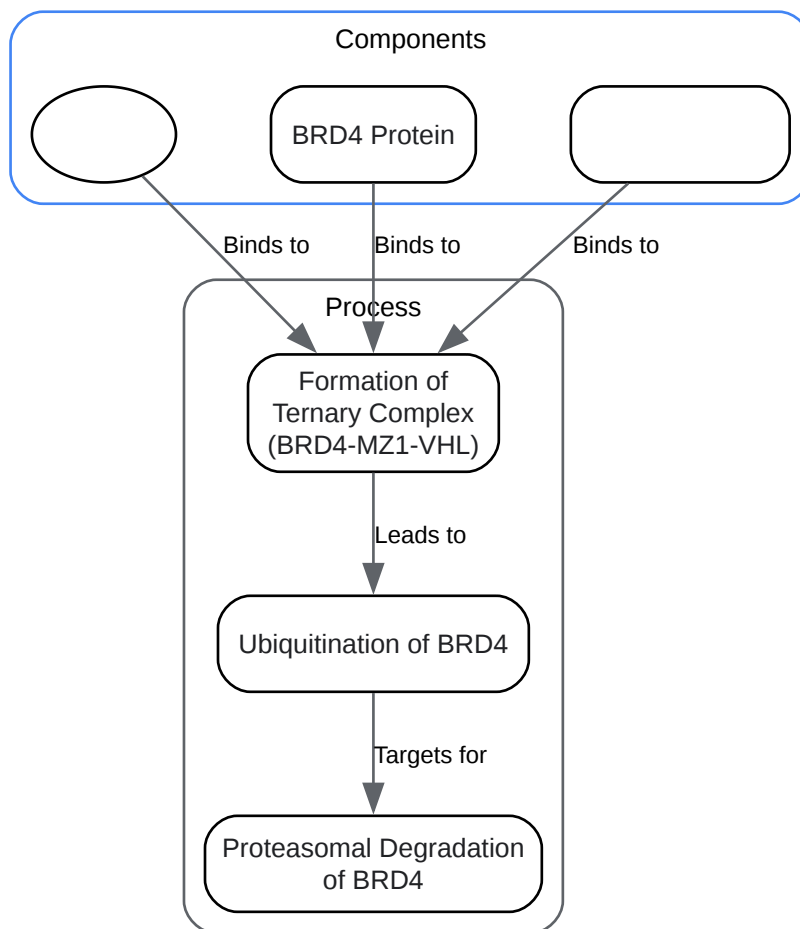 Components
BRD4 Protein
Binds to
Binds to
Binds to
Process
Formation of
Ternary Complex
(BRD4-MZ1-VHL)
Leads to
Ubiquitination of BRD4
Targets for
Proteasomal Degradation
of BRD4